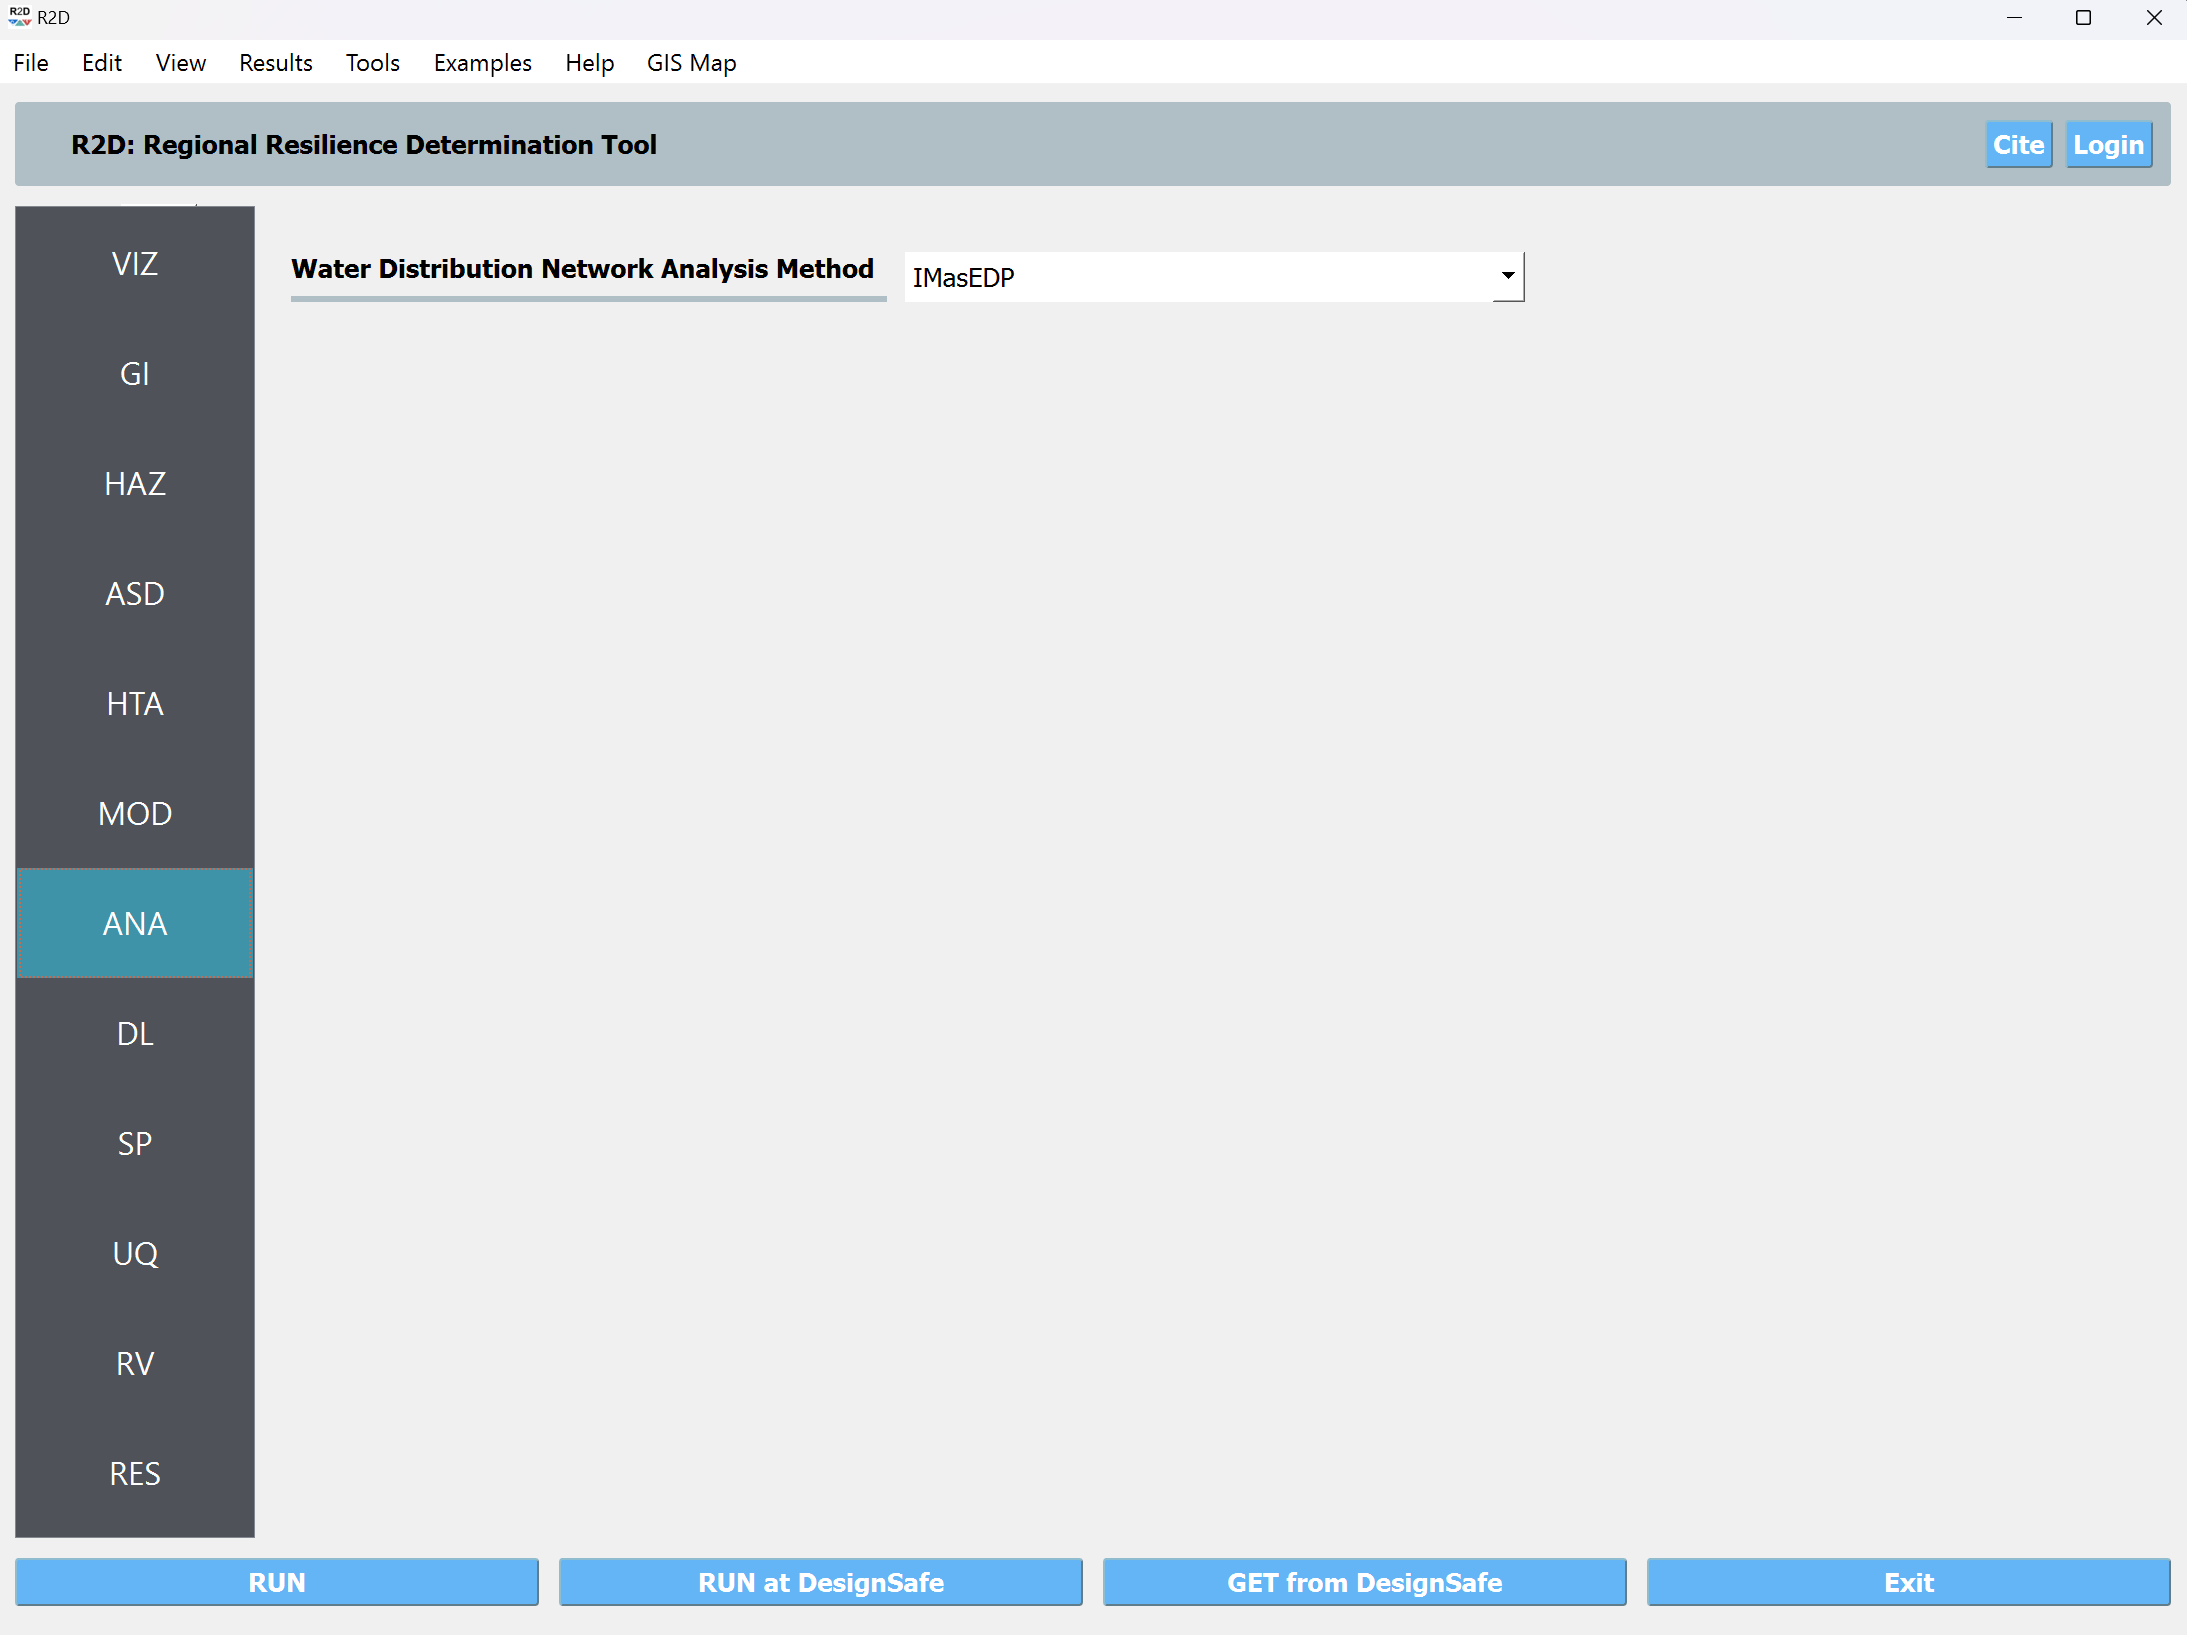 R2D R2D
File Edit View Results Tools Examples Help GIS Map
R2D: Regional Resilience Determination Tool Cite Login
VIZ
Water Distribution Network Analysis Method IMasEDP
GI
HAZ
ASD
HTA
MOD
ANA
DL
SP
UQ
RV
RES
RUN RUN at DesignSafe GET from DesignSafe Exit